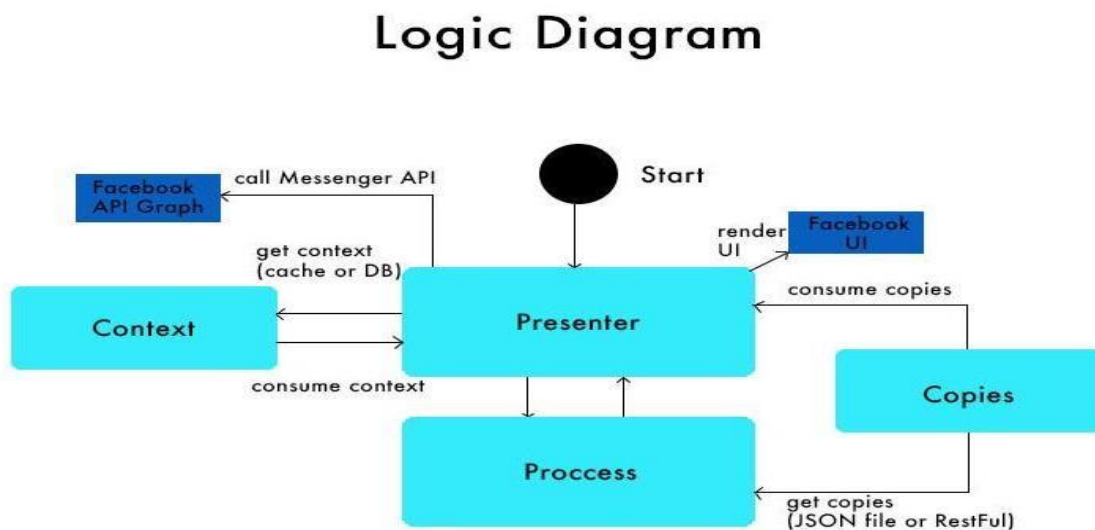 Logic Diagram
Start
call Messenger API
Facebook
API Graph
render
UI
Facebook
UI
get context
(cache or DB)
consume copies
Context
Presenter
consume context
Copies
Proccess
get copies
(JSON file or RestFul)